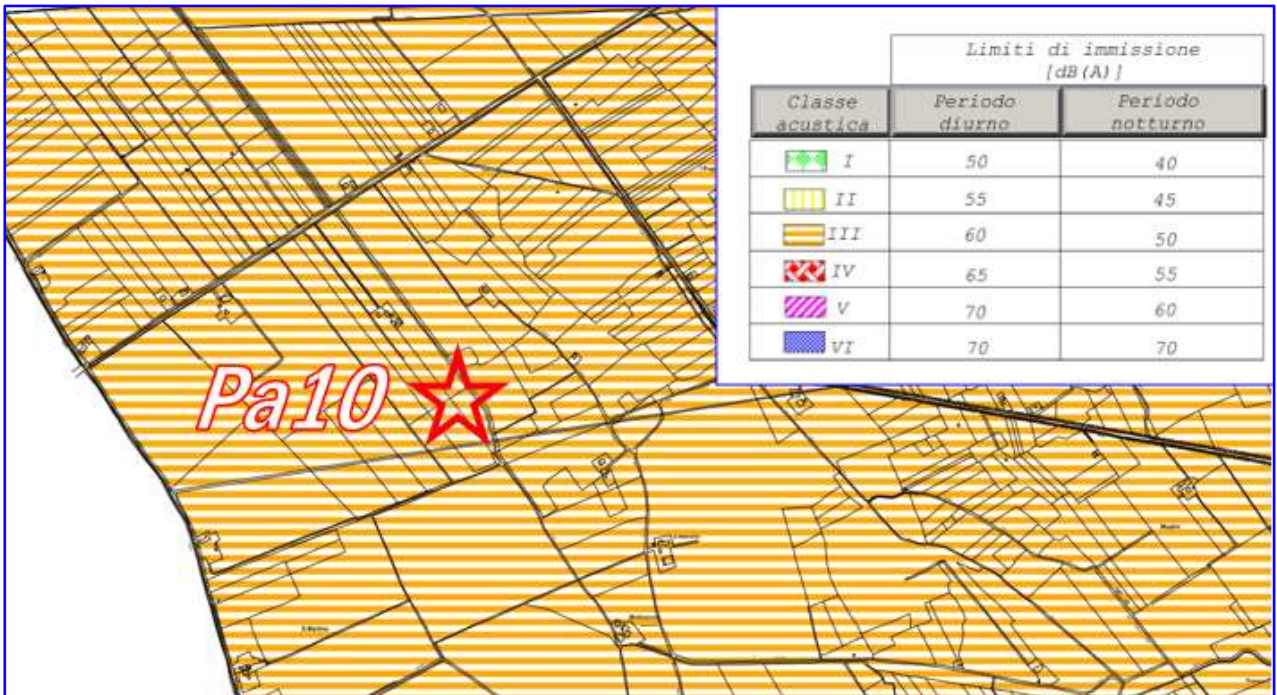 Limiti di immissione
[dB(A)]
Classe acustica Periodo diurno Periodo notturno
I 50 40
II 55 45
III 60 50
IV 65 55
V 70 60
VI 70 70
Pa10